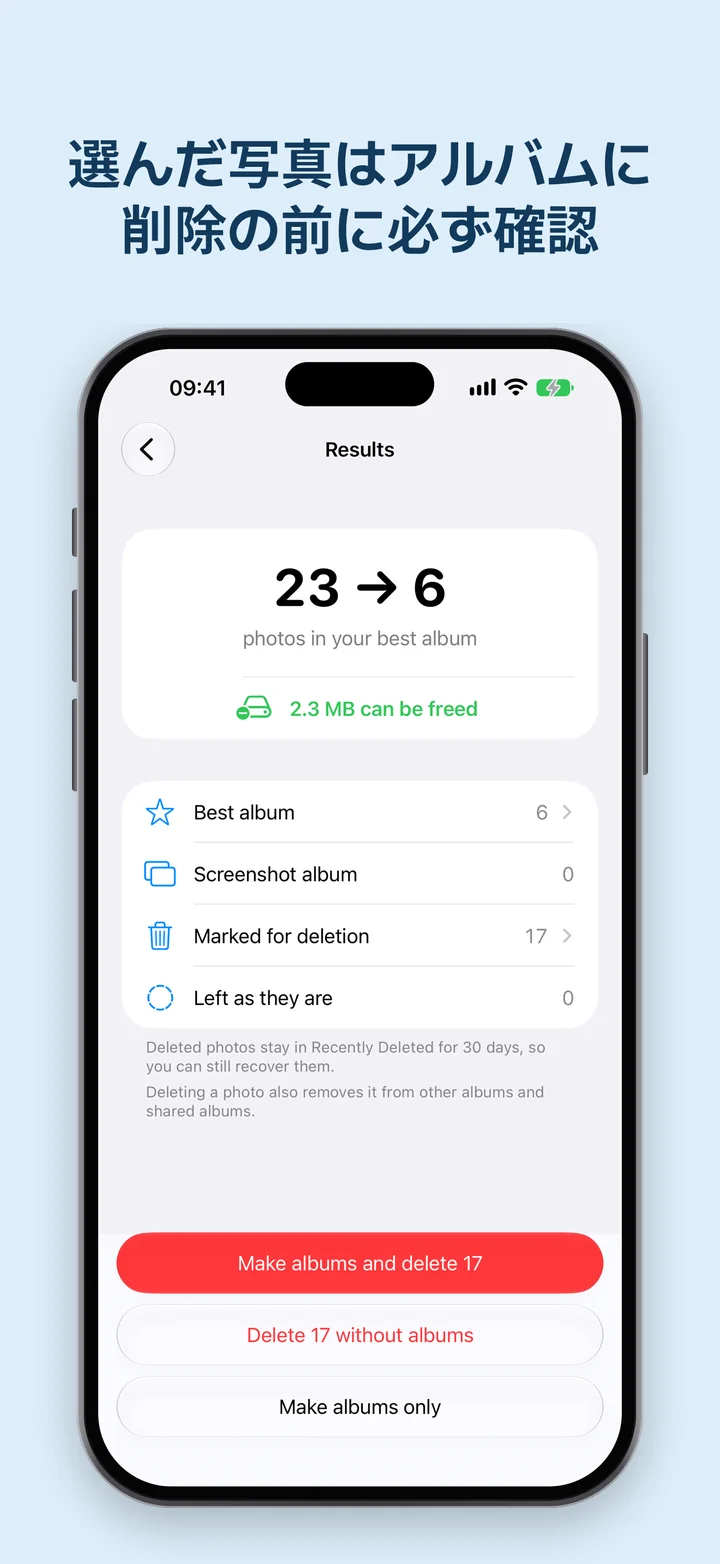 選んだ写真はアルバムに
削除の前に必ず確認
09:41
Results
23 → 6
photos in your best album
2.3 MB can be freed
Best album 6
Screenshot album 0
Marked for deletion 17
Left as they are 0
Deleted photos stay in Recently Deleted for 30 days, so
you can still recover them.
Deleting a photo also removes it from other albums and
shared albums.
Make albums and delete 17
Delete 17 without albums
Make albums only